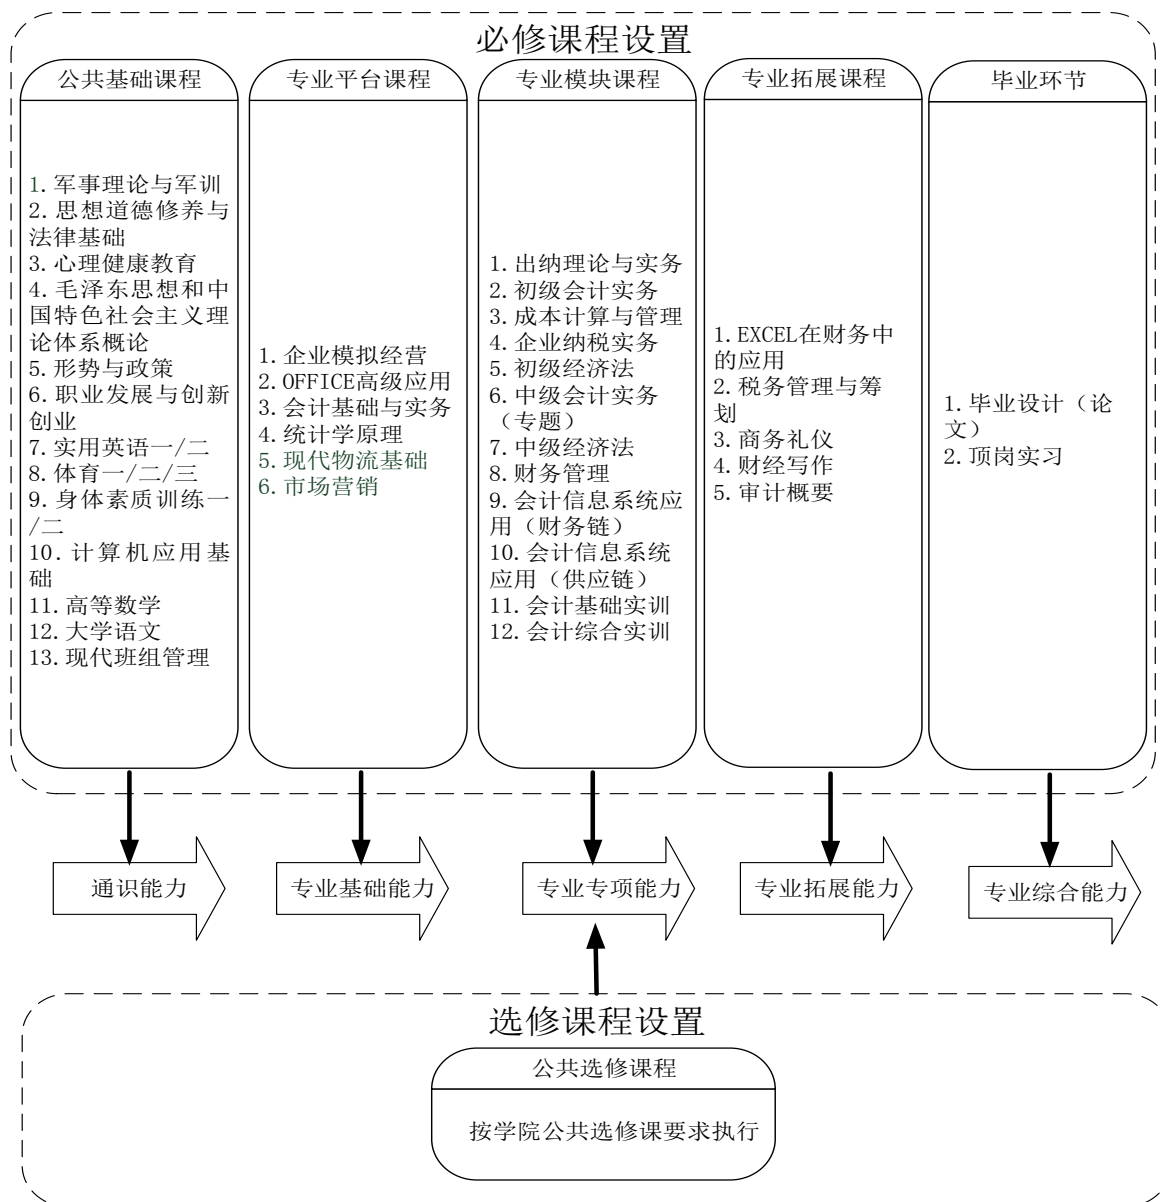 必修课程设置
公共基础课程
1.军事理论与军训
2.思想道德修养与
法律基础
3.心理健康教育
4.毛泽东思想和中
国特色社会主义理
论体系概论
5.形势与政策
6.职业发展与创新
创业
7.实用英语一/二
8.体育一/二/三
9.身体素质训练一
/二
10.计算机应用基
础
11.高等数学
12.大学语文
13.现代班组管理
专业平台课程
1.企业模拟经营
2.OFFICE高级应用
3.会计基础与实务
4.统计学原理
5.现代物流基础
6.市场营销
专业模块课程
1.出纳理论与实务
2.初级会计实务
3.成本计算与管理
4.企业纳税实务
5.初级经济法
6.中级会计实务
（专题）
7.中级经济法
8.财务管理
9.会计信息系统应
用（财务链）
10.会计信息系统
应用（供应链）
11.会计基础实训
12.会计综合实训
专业拓展课程
1.EXCEL在财务中
的应用
2.税务管理与筹
划
3.商务礼仪
4.财经写作
5.审计概要
毕业环节
1.毕业设计（论
文）
2.顶岗实习
通识能力
专业基础能力
专业专项能力
专业拓展能力
专业综合能力
选修课程设置
公共选修课程
按学院公共选修课要求执行